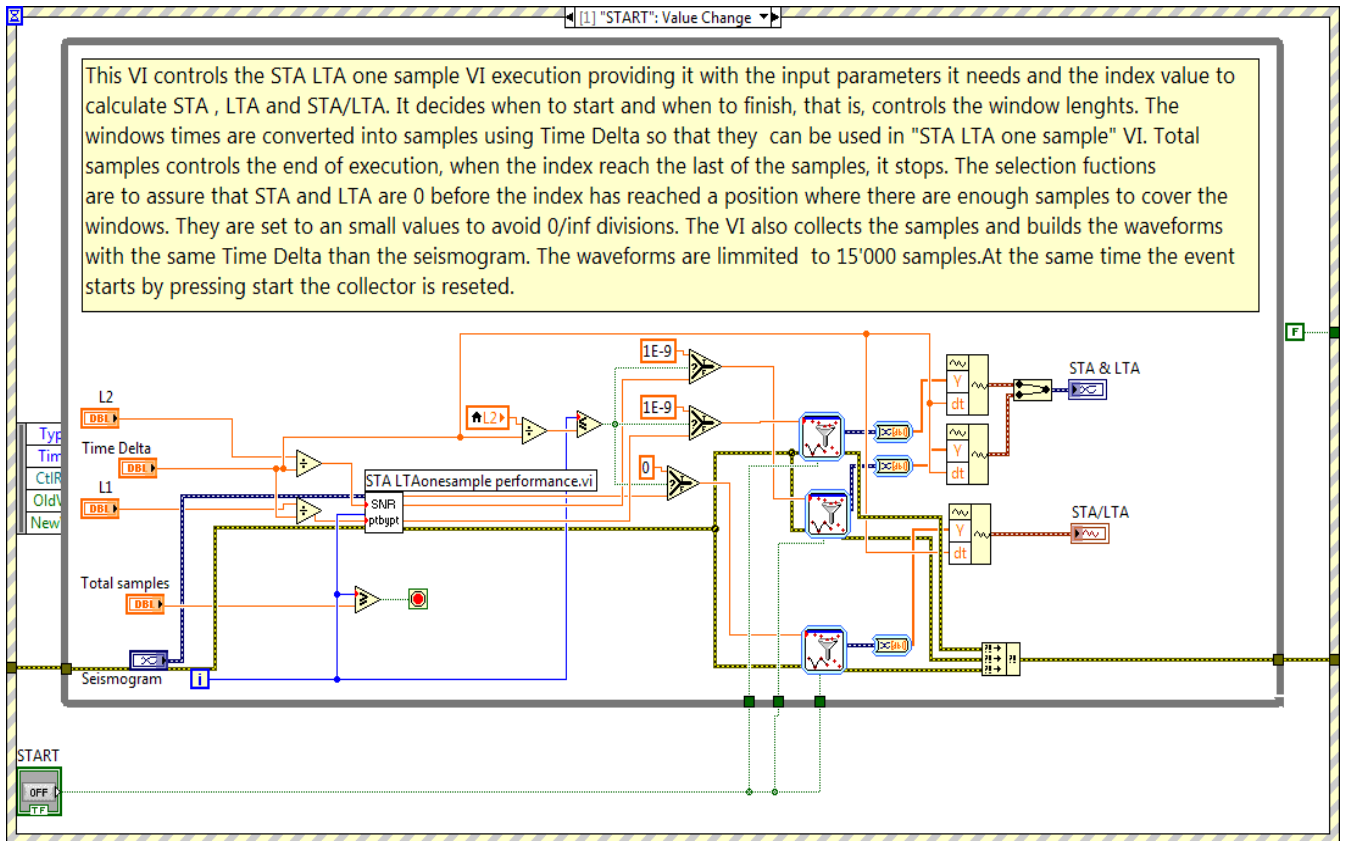 [1] "START": Value Change
This VI controls the STA LTA one sample VI execution providing it with the input parameters it needs and the index value to
calculate STA , LTA and STA/LTA. It decides when to start and when to finish, that is, controls the window lenghts. The
windows times are converted into samples using Time Delta so that they  can be used in "STA LTA one sample" VI. Total
samples controls the end of execution, when the index reach the last of the samples, it stops. The selection fuctions
are to assure that STA and LTA are 0 before the index has reached a position where there are enough samples to cover the
windows. They are set to an small values to avoid 0/inf divisions. The VI also collects the samples and builds the waveforms
with the same Time Delta than the seismogram. The waveforms are limmited  to 15'000 samples.At the same time the event
starts by pressing start the collector is reseted.
F
1E-9
STA & LTA
Y
dt
L2
DBL
L2
1E-9
Time Delta
DBL
Y
dt
0
STA LTAonesample performance.vi
L1
DBL
SNR
ptbypt
STA/LTA
Y
dt
Total samples
DBL
Seismogram
i
START
OFF
TF